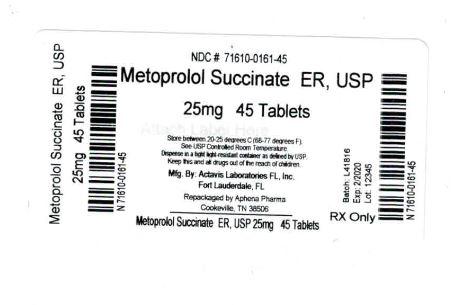 Metoprolol Succinate ER, USP
25mg 45 Tablets
N 71610-0161-45
NDC # 71610-0161-45
Metoprolol Succinate ER, USP
25mg 45 Tablets
Store between 20-25 degrees C (68-77 degrees F).
See USP Controlled Room Temperature.
Dispense in a tight light-resistant container as defined by USP.
Keep this and all drugs out of the reach of children.
Mfg. By: Actavis Laboratories FL, Inc.
Fort Lauderdale, FL
Repackaged by Aphena Pharma
Cookeville, TN 38506
Metoprolol Succinate ER, USP 25mg 45 Tablets
Batch: L41816
Exp: 2/2020
Lot: 12345
RX Only
N 71610-0161-45